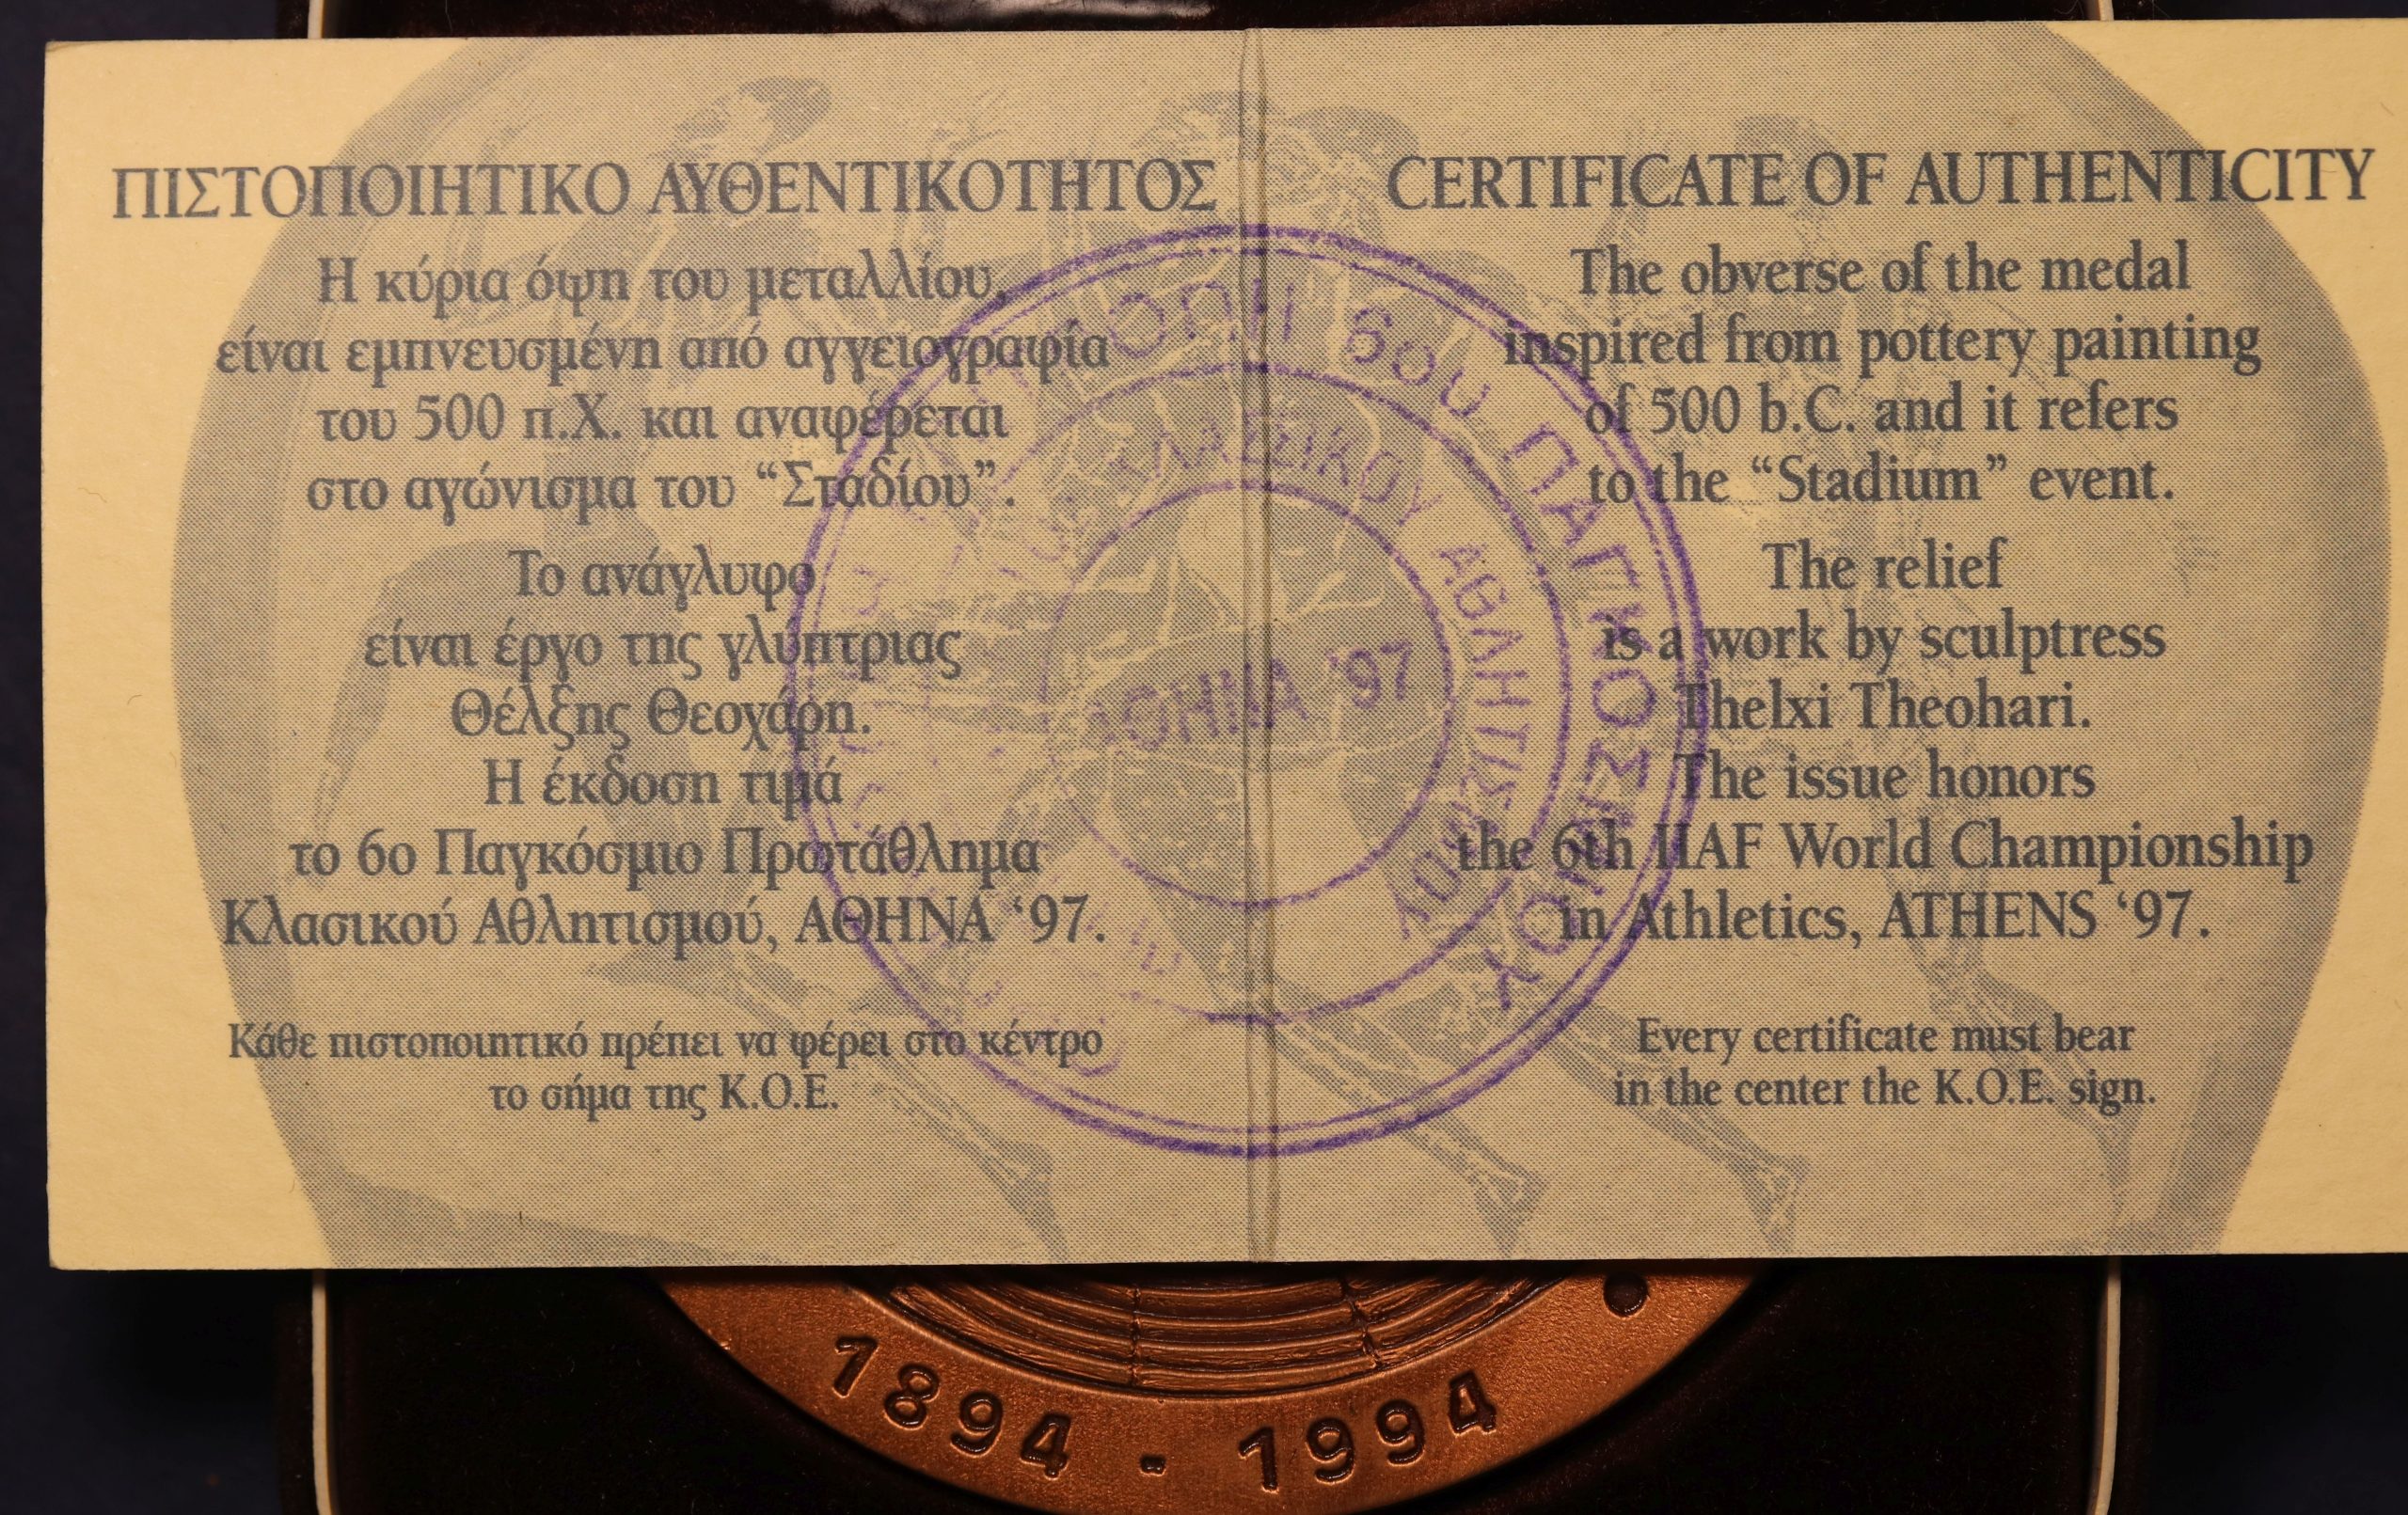 ΠΙΣΤΟΠΟΙΗΤΙΚΟ ΑΥΘΕΝΤΙΚΟΤΗΤΟΣ
Η κύρια όψη του μεταλλίου,
είναι εμπνευσμένη από αγγειογραφία
του 500 π.Χ. και αναφέρεται
στο αγώνισμα του “Σταδίου”.
Το ανάγλυφο
είναι έργο της γλύπτριας
Θέλξης Θεοχάρη.
Η έκδοση τιμά
το 6ο Παγκόσμιο Πρωτάθλημα
Κλασικού Αθλητισμού, ΑΘΗΝΑ ‘97.
Κάθε πιστοποιητικό πρέπει να φέρει στο κέντρο
το σήμα της Κ.Ο.Ε.
CERTIFICATE OF AUTHENTICITY
The obverse of the medal
inspired from pottery painting
of 500 b.C. and it refers
to the “Stadium” event.
The relief
is a work by sculptress
Thelxi Theohari.
The issue honors
the 6th IIAF World Championship
in Athletics, ATHENS ‘97.
Every certificate must bear
in the center the K.O.E. sign.
6ου
ΚΛΑΣΣΙΚΟΥ ΑΘΛΗΤΙΣΜΟΥ
ΑΘΗΝΑ '97
1894 - 1994